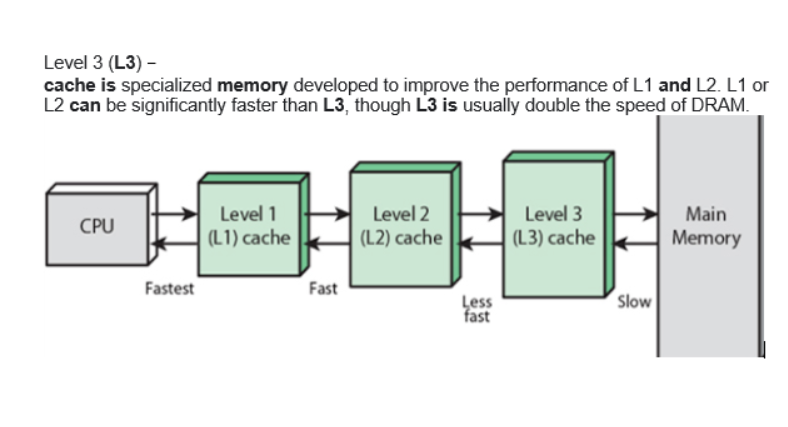 Level 3 (L3) –
cache is specialized memory developed to improve the performance of L1 and L2. L1 or
L2 can be significantly faster than L3, though L3 is usually double the speed of DRAM.
CPU
Level 1
(L1) cache
Level 2
(L2) cache
Level 3
(L3) cache
Main
Memory
Fastest
Fast
Less
fast
Slow